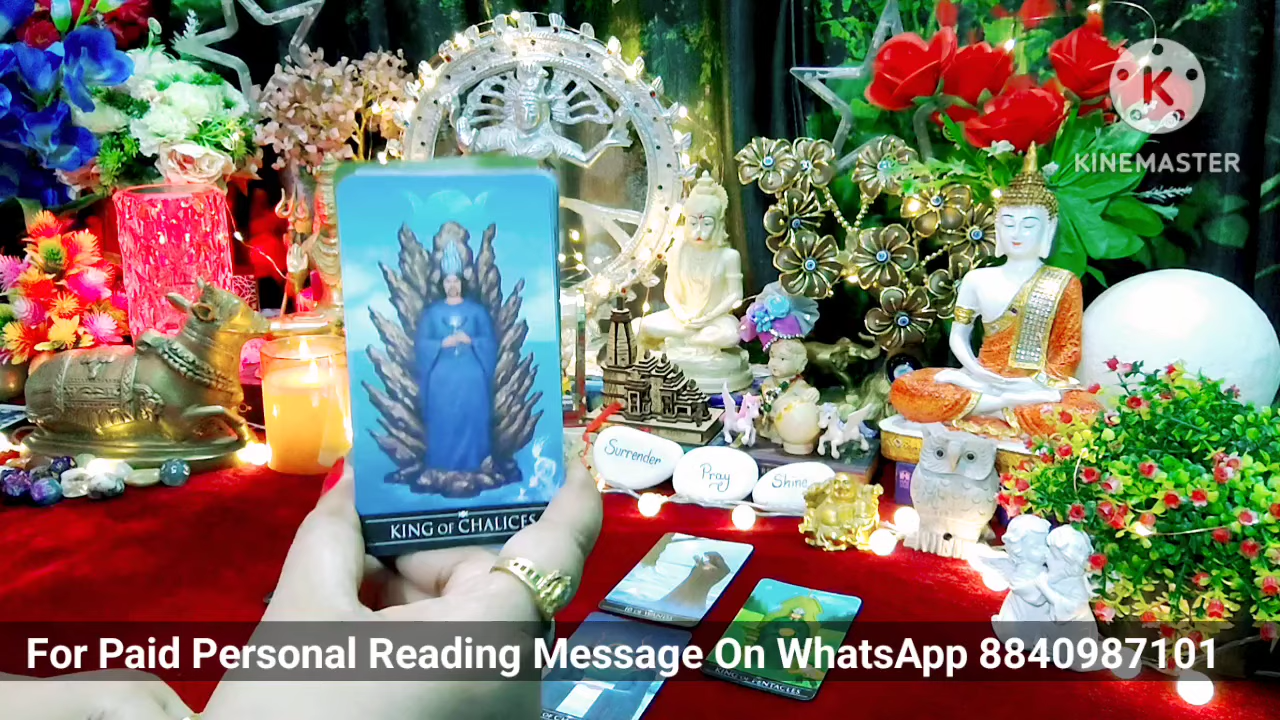 K
KINEMASTER
KING OF CHALICES
Surrender
Pray
Shine
KING OF PENTACLES
For Paid Personal Reading Message On WhatsApp 8840987101